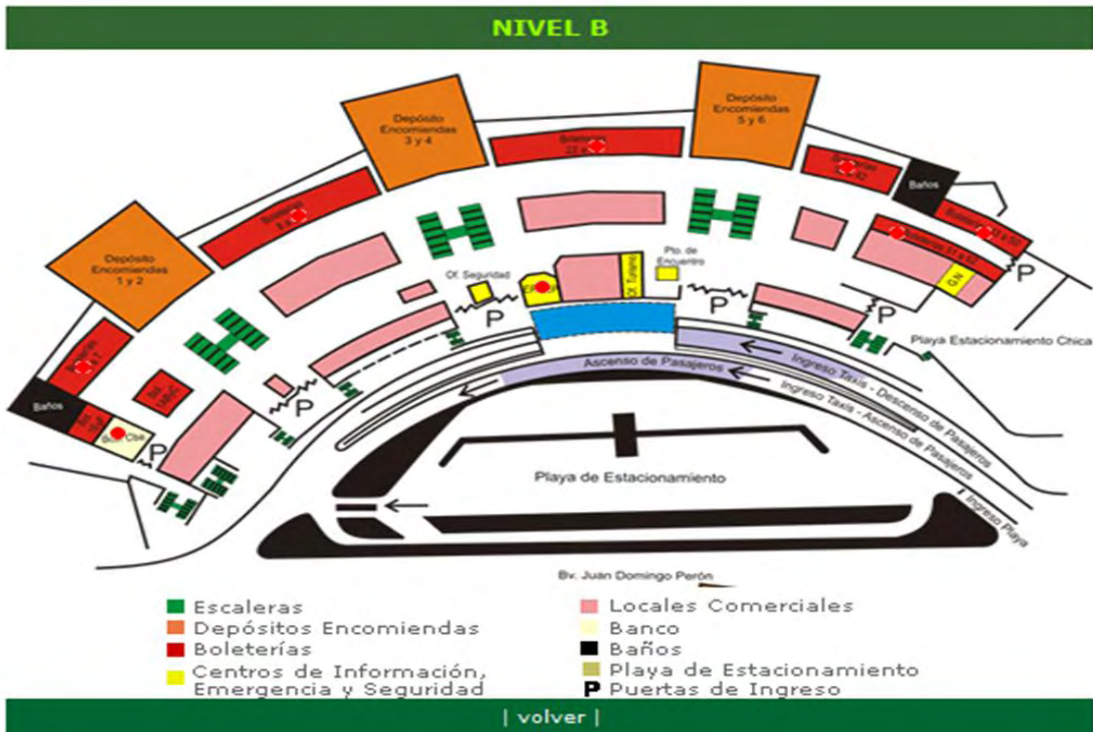 NIVEL B
Depósito
Encomiendas
5 y 6
Depósito
Encomiendas
3 y 4
Baños
Pto. de
Encuentro
Of. Seguridad
Of. Turismo
Depósito
Encomiendas
1 y 2
G.N
P
P
P
P
P
P
Playa Estacionamiento Chica
Ingreso Taxis - Descenso de Pasajeros
Ascenso de Pasajeros
Ingreso Taxis - Ascenso de Pasajeros
Baños
Playa de Estacionamiento
Ingreso Playa
Bv. Juan Domingo Perón
Escaleras
Depósitos Encomiendas
Boleterías
Centros de Información,
Emergencia y Seguridad
Locales Comerciales
Banco
Baños
Playa de Estacionamiento
P Puertas de Ingreso
| volver |